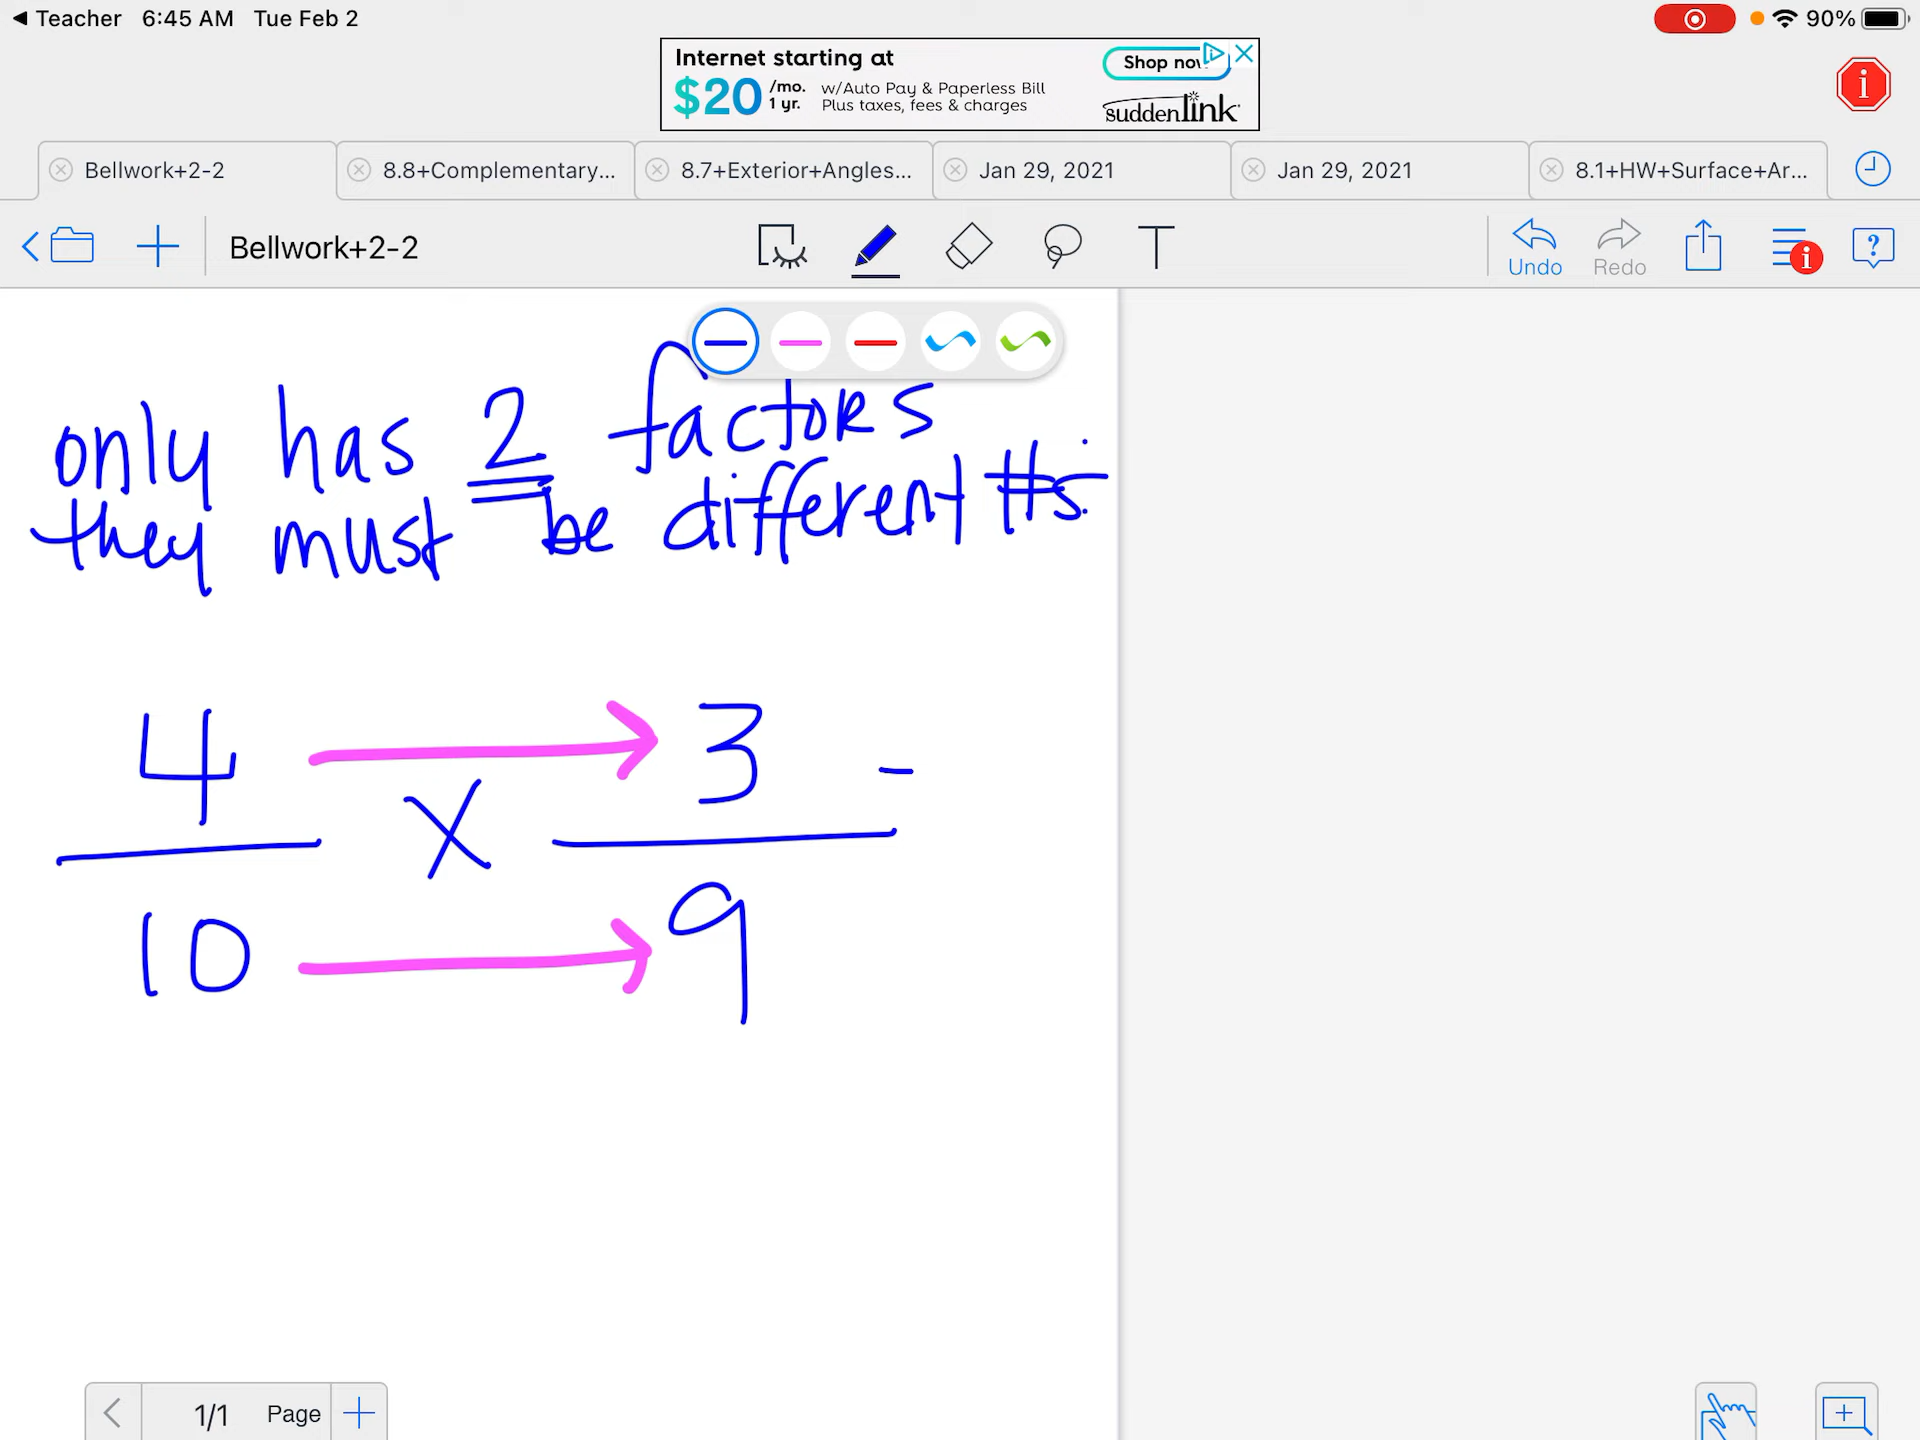 Teacher 6:45 AM Tue Feb 2 90%
Internet starting at
$20 /mo. 1 yr. w/Auto Pay & Paperless Bill
Plus taxes, fees & charges
Shop now
suddenlink
Bellwork+2-2 8.8+Complementary... 8.7+Exterior+Angles... Jan 29, 2021 Jan 29, 2021 8.1+HW+Surface+Ar...
Bellwork+2-2 T Undo Redo
only has 2 factors
they must be different #s.
4 3 -
X
10 9
1/1 Page